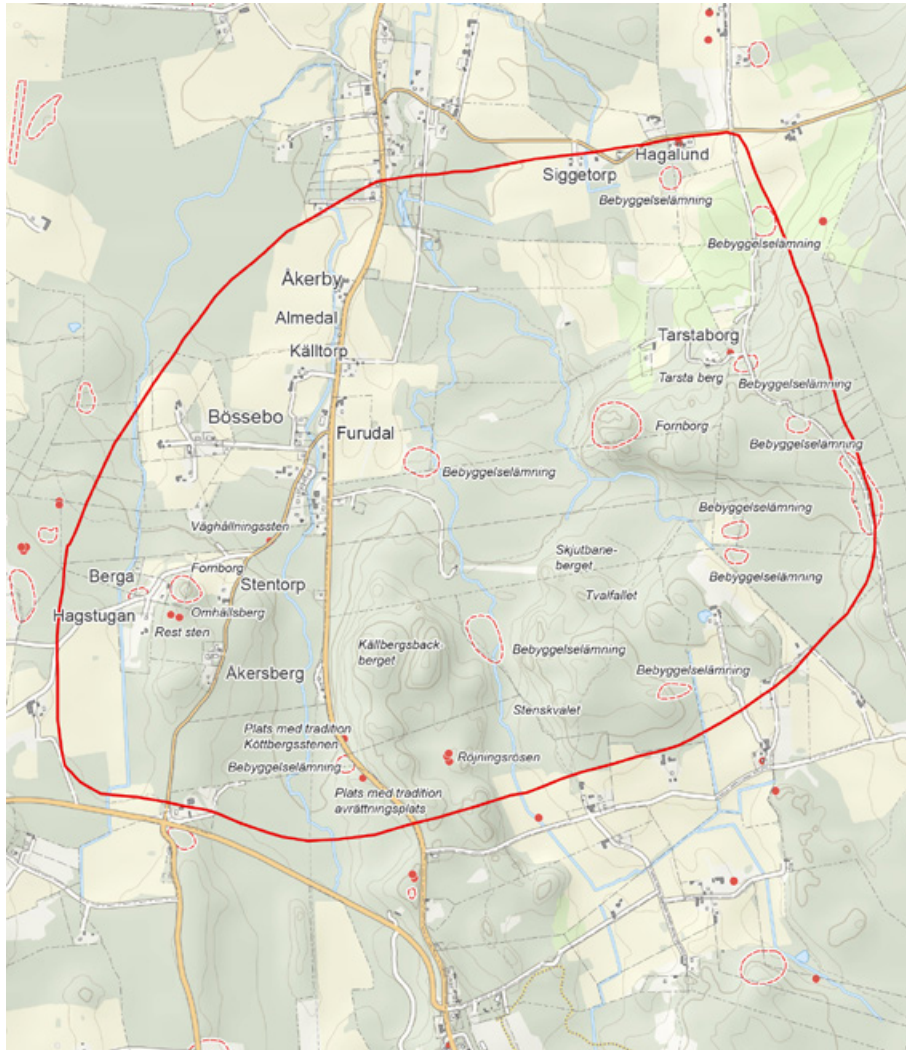 Hagalund
Siggetorp
Bebyggelselämning
Bebyggelselämning
Åkerby
Almedal
Tarstaborg
Källtorp
Tarsta berg
Bebyggelselämning
Bössebo
Furudal
Fornborg
Bebyggelselämning
Bebyggelselämning
Bebyggelselämning
Väghållningssten
Skjutbane-
berget
Fornborg
Berga
Stentorp
Bebyggelselämning
Tvalfallet
Hagstugan
Omhällsberg
Rest sten
Källbergsback
berget
Bebyggelselämning
Åkersberg
Bebyggelselämning
Stenskvalet
Plats med tradition
Köttbergsstenen
Bebyggelselämning
Röjningsrösen
Plats med tradition
avrättningsplats